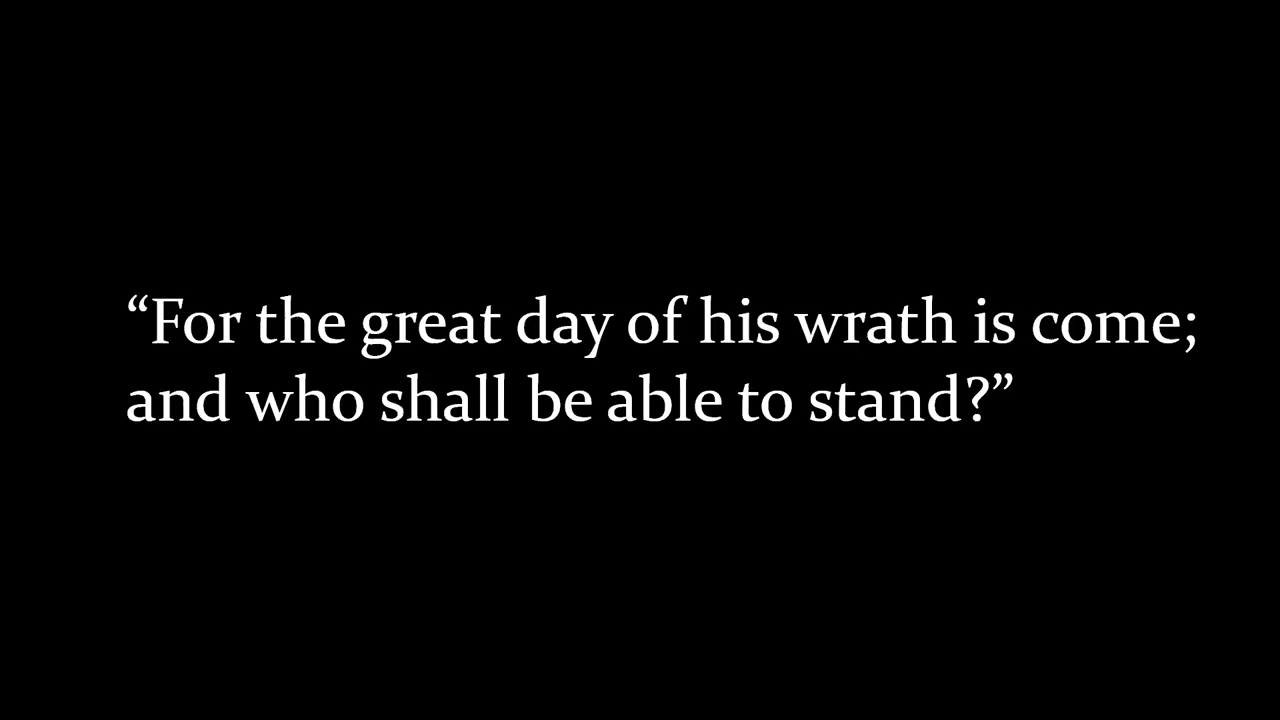 “For the great day of his wrath is come;
and who shall be able to stand?”